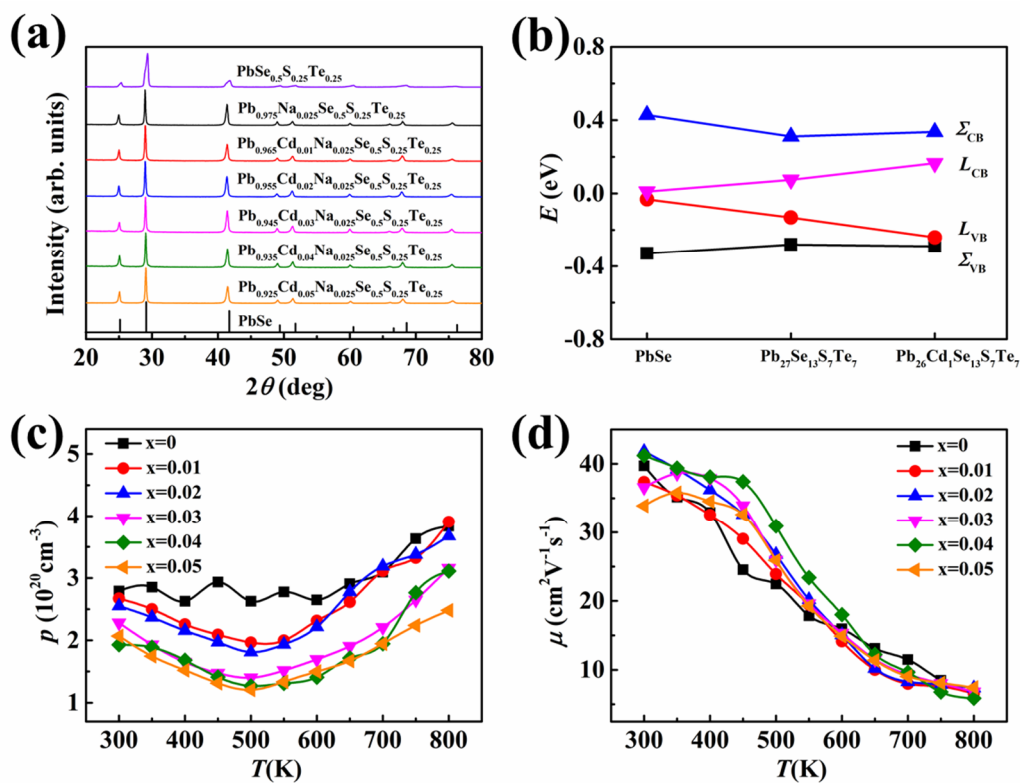 (a)
Intensity (arb. units)
PbSe0.5S0.25Te0.25
Pb0.975Na0.025Se0.5S0.25Te0.25
Pb0.965Cd0.01Na0.025Se0.5S0.25Te0.25
Pb0.955Cd0.02Na0.025Se0.5S0.25Te0.25
Pb0.945Cd0.03Na0.025Se0.5S0.25Te0.25
Pb0.935Cd0.04Na0.025Se0.5S0.25Te0.25
Pb0.925Cd0.05Na0.025Se0.5S0.25Te0.25
PbSe
20 30 40 50 60 70 80
2θ (deg)
(b)
E (eV)
0.8
0.4
0.0
-0.4
-0.8
ΣCB
LCB
LVB
ΣVB
PbSe Pb27Se13S7Te7 Pb26Cd1Se13S7Te7
(c)
p (10²⁰cm⁻³)
5
4
3
2
1
x=0
x=0.01
x=0.02
x=0.03
x=0.04
x=0.05
300 400 500 600 700 800
T(K)
(d)
μ (cm²V⁻¹s⁻¹)
40
30
20
10
x=0
x=0.01
x=0.02
x=0.03
x=0.04
x=0.05
300 400 500 600 700 800
T(K)